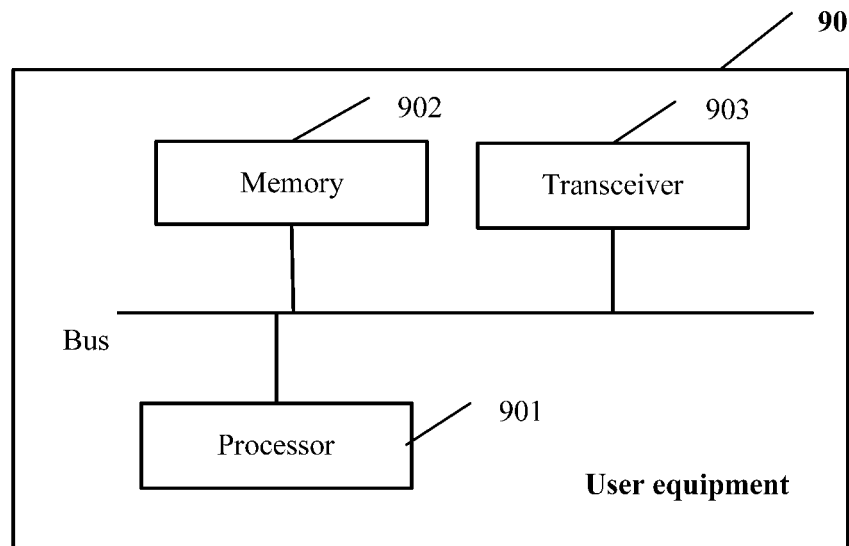 90
902
903
Memory
Transceiver
Bus
901
Processor
User equipment